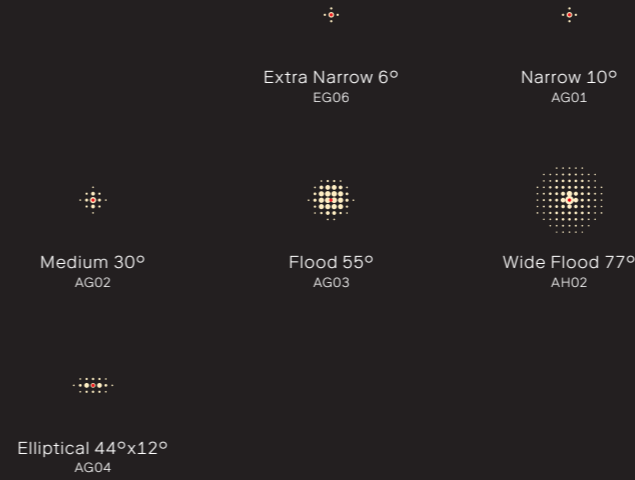 Extra Narrow 6°
EG06
Narrow 10°
AG01
Medium 30°
AG02
Flood 55°
AG03
Wide Flood 77°
AH02
Elliptical 44°x12°
AG04